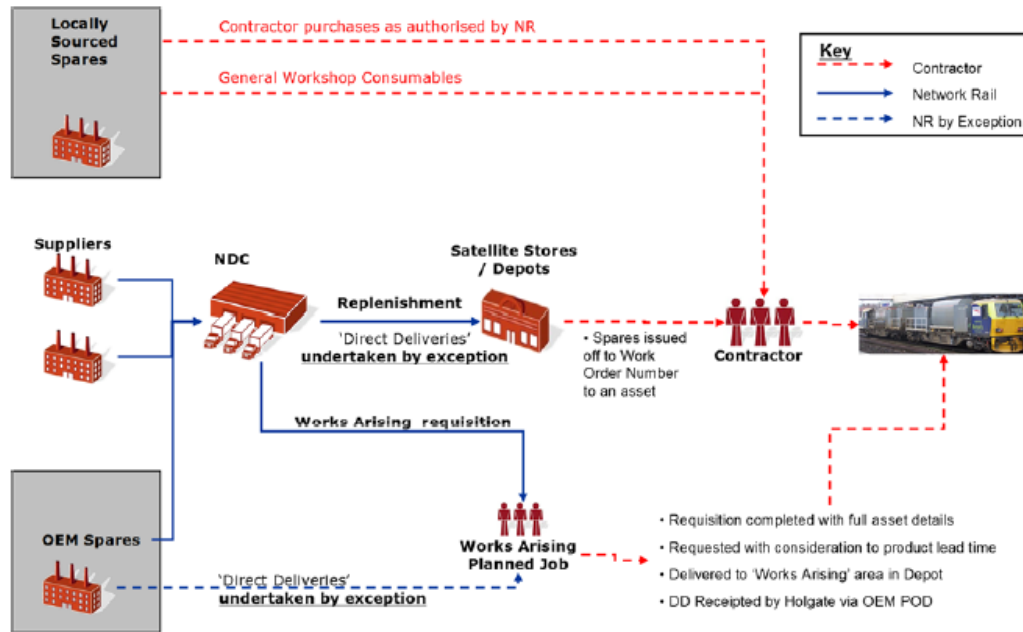 Locally
Sourced
Spares
Contractor purchases as authorised by NR
General Workshop Consumables
Key
Contractor
Network Rail
NR by Exception
Suppliers
NDC
Satellite Stores
/ Depots
Replenishment
'Direct Deliveries'
undertaken by exception
• Spares issued
off to Work
Order Number
to an asset
Contractor
Works Arising requisition
OEM Spares
'Direct Deliveries'
undertaken by exception
Works Arising
Planned Job
• Requisition completed with full asset details
• Requested with consideration to product lead time
• Delivered to 'Works Arising' area in Depot
• DD Receipted by Holgate via OEM POD